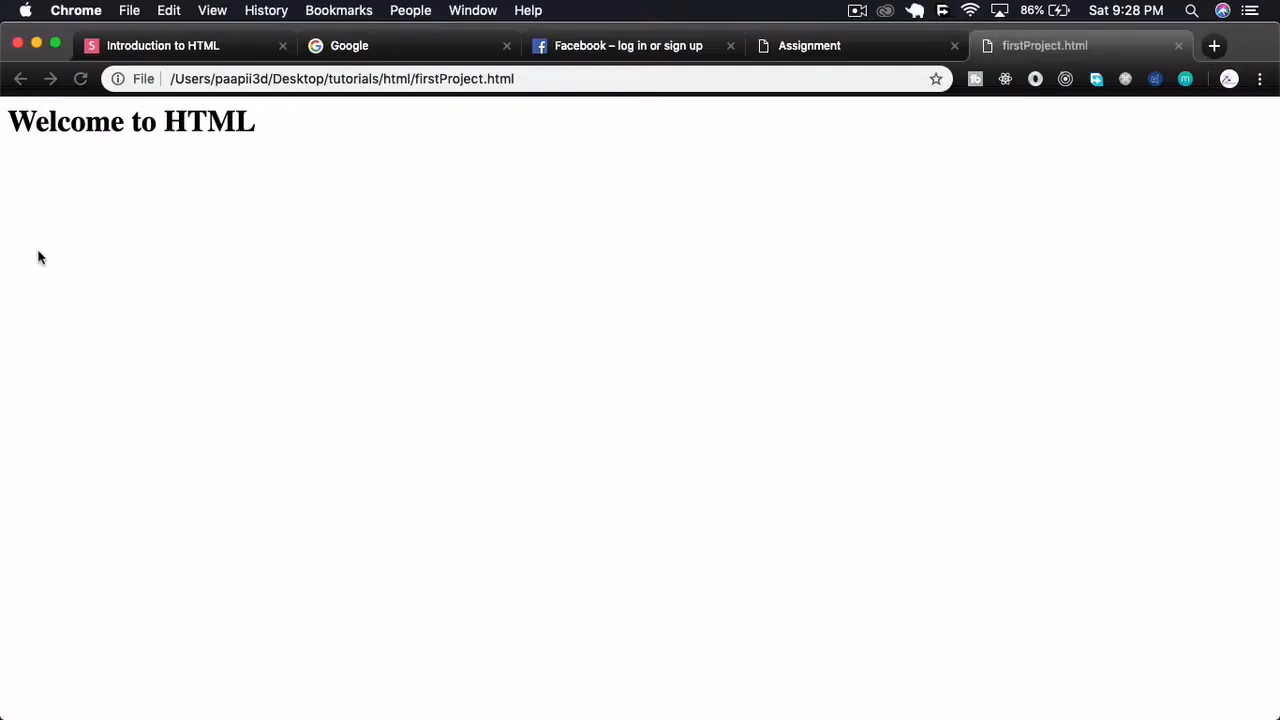 Chrome File Edit View History Bookmarks People Window Help 86% Sat 9:28 PM
Introduction to HTML Google Facebook – log in or sign up Assignment firstProject.html
File /Users/paapii3d/Desktop/tutorials/html/firstProject.html
Welcome to HTML